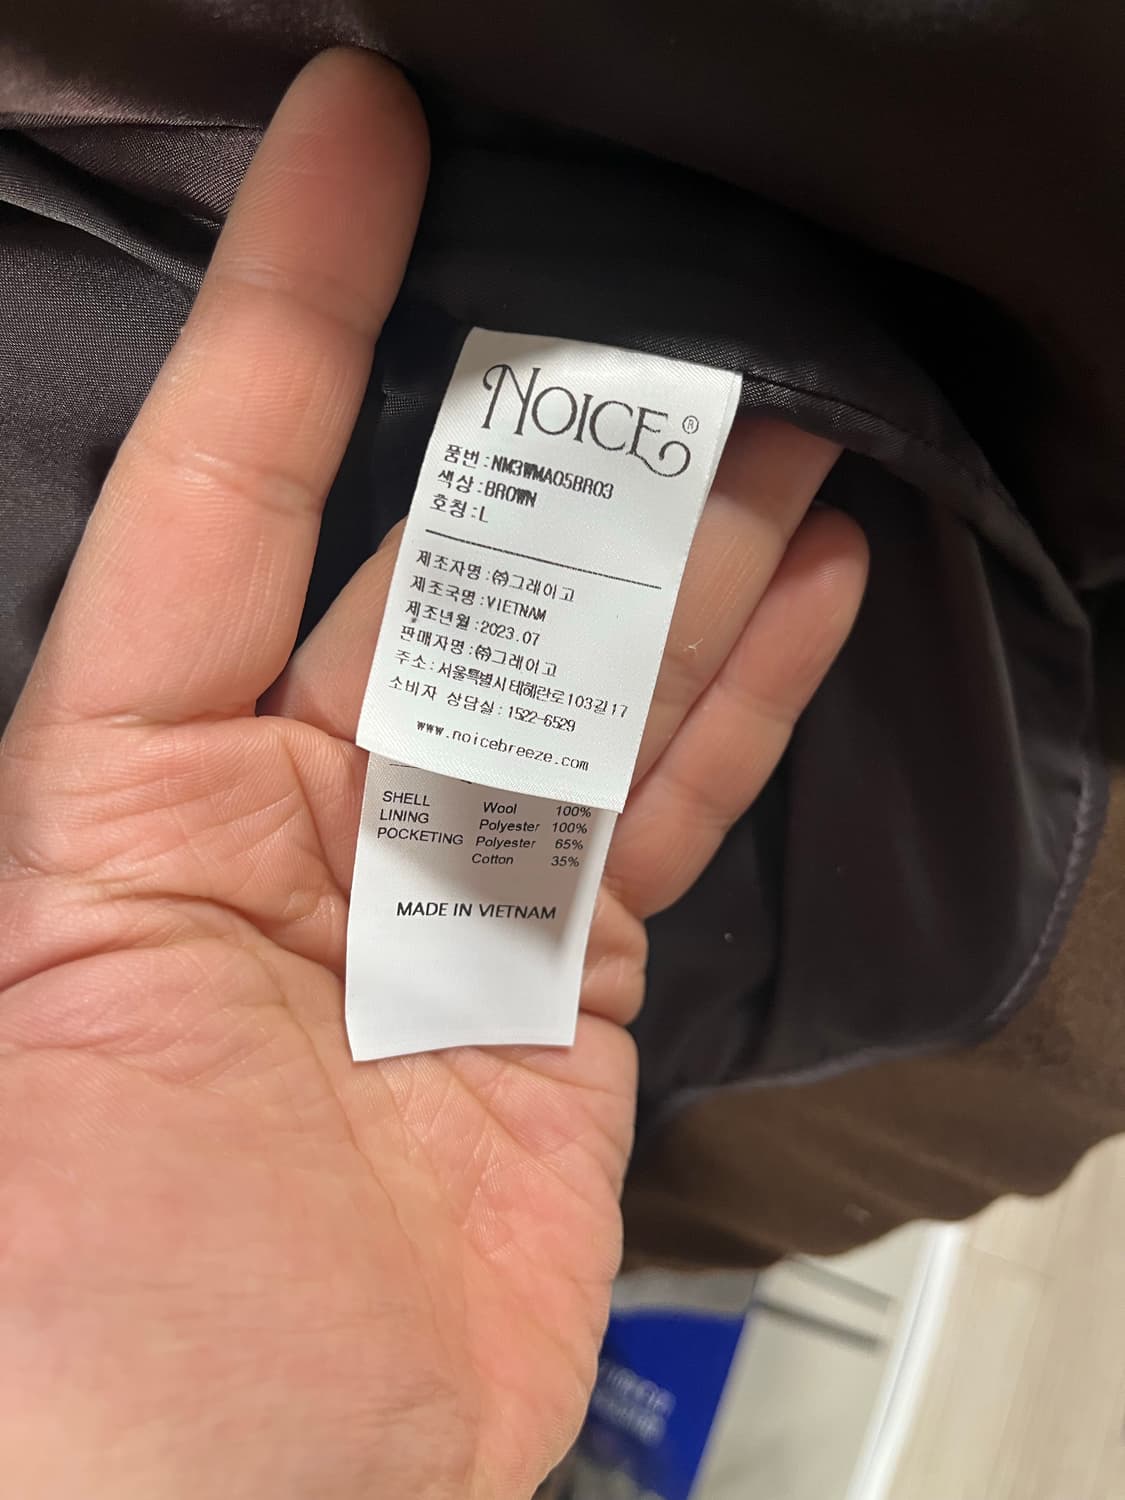 NOICE®
품번 : NM3WMA05BR03
색상 : BROWN
호칭 : L
제조자명 : ㈜그레이고
제조국명 : VIETNAM
제조년월 : 2023.07
판매자명 : ㈜그레이고
주소 : 서울특별시 테헤란로103길 17
소비자 상담실 : 1522-6529
www.noicebreeze.com
SHELL Wool 100%
LINING Polyester 100%
POCKETING Polyester 65%
Cotton 35%
MADE IN VIETNAM